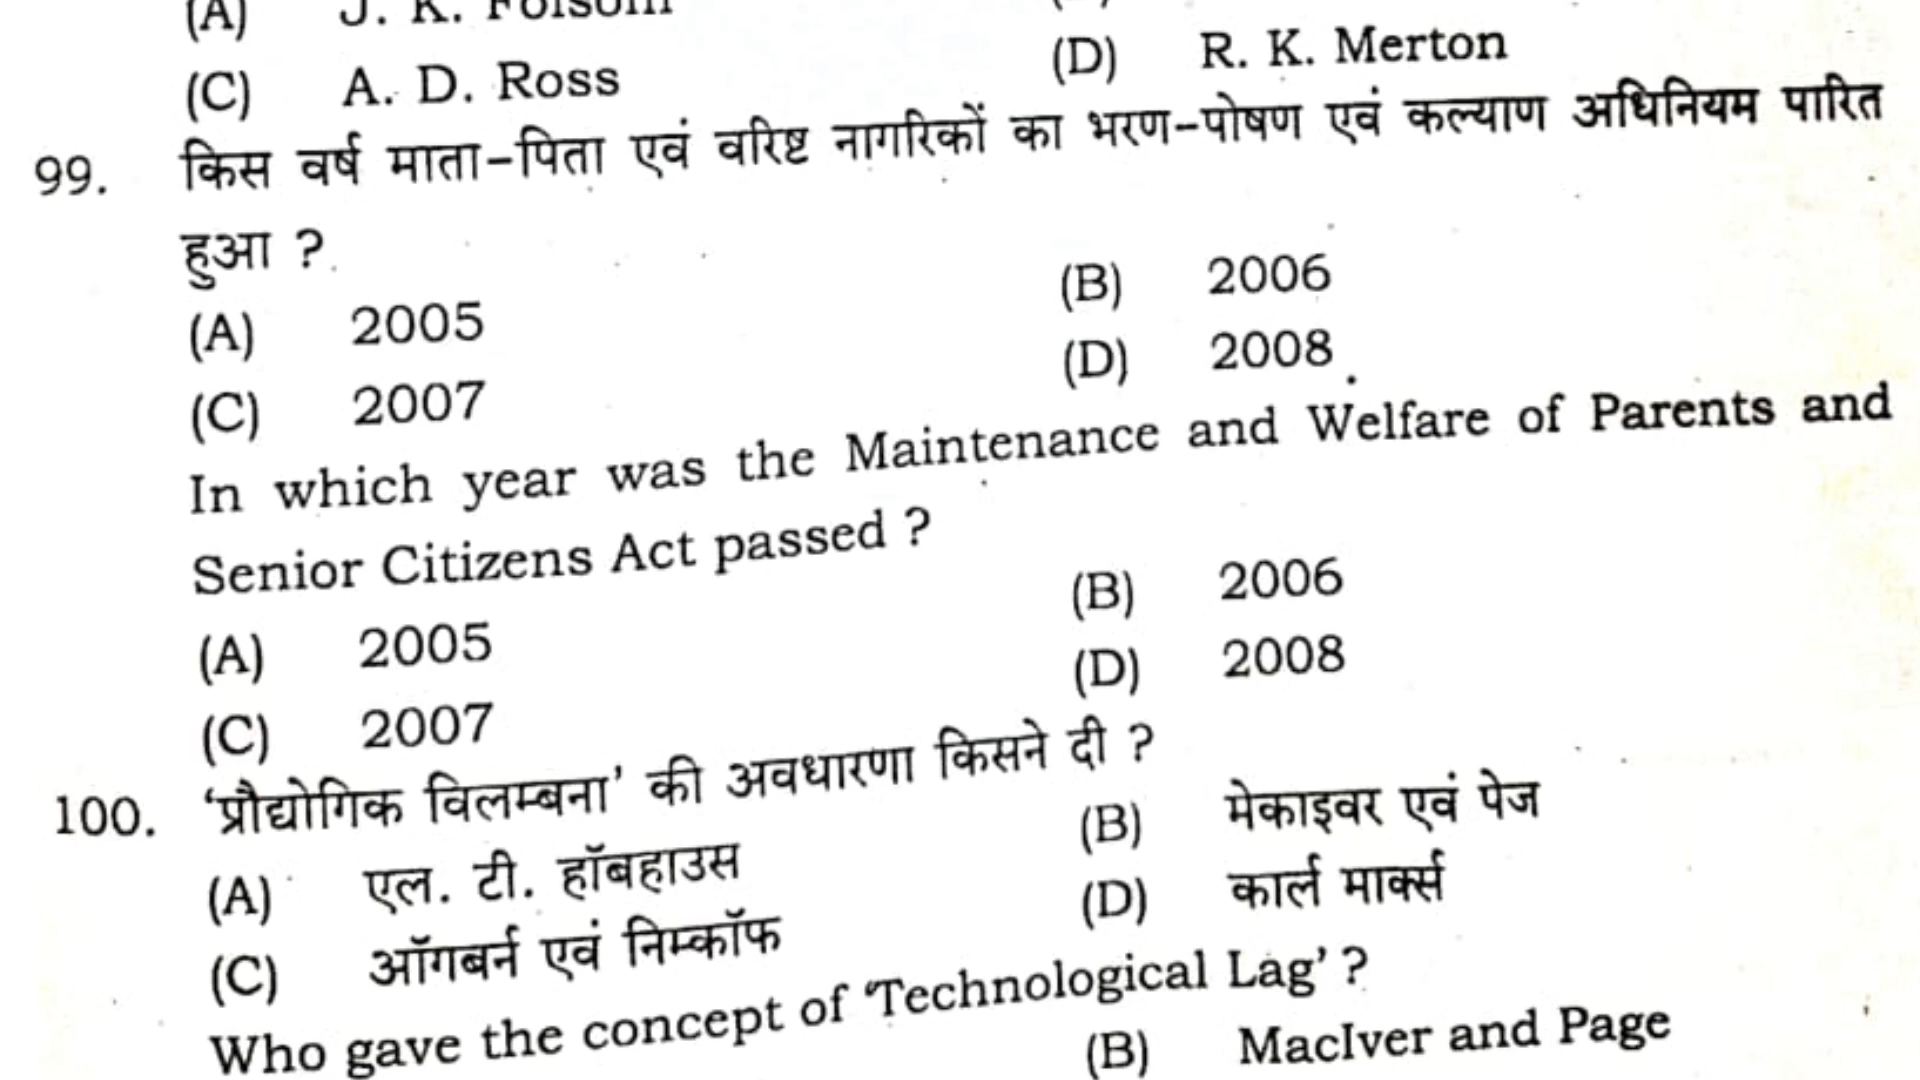 (A) J. K. Folsom
(C) A. D. Ross (D) R. K. Merton
99. किस वर्ष माता-पिता एवं वरिष्ट नागरिकों का भरण-पोषण एवं कल्याण अधिनियम पारित
हुआ ?
(A) 2005 (B) 2006
(C) 2007 (D) 2008
In which year was the Maintenance and Welfare of Parents and
Senior Citizens Act passed ?
(A) 2005 (B) 2006
(C) 2007 (D) 2008
100. ‘प्रौद्योगिक विलम्बना’ की अवधारणा किसने दी ?
(A) एल. टी. हॉबहाउस (B) मेकाइवर एवं पेज
(C) ऑगबर्न एवं निम्कॉफ (D) कार्ल मार्क्स
Who gave the concept of ‘Technological Lag’ ?
(B) MacIver and Page